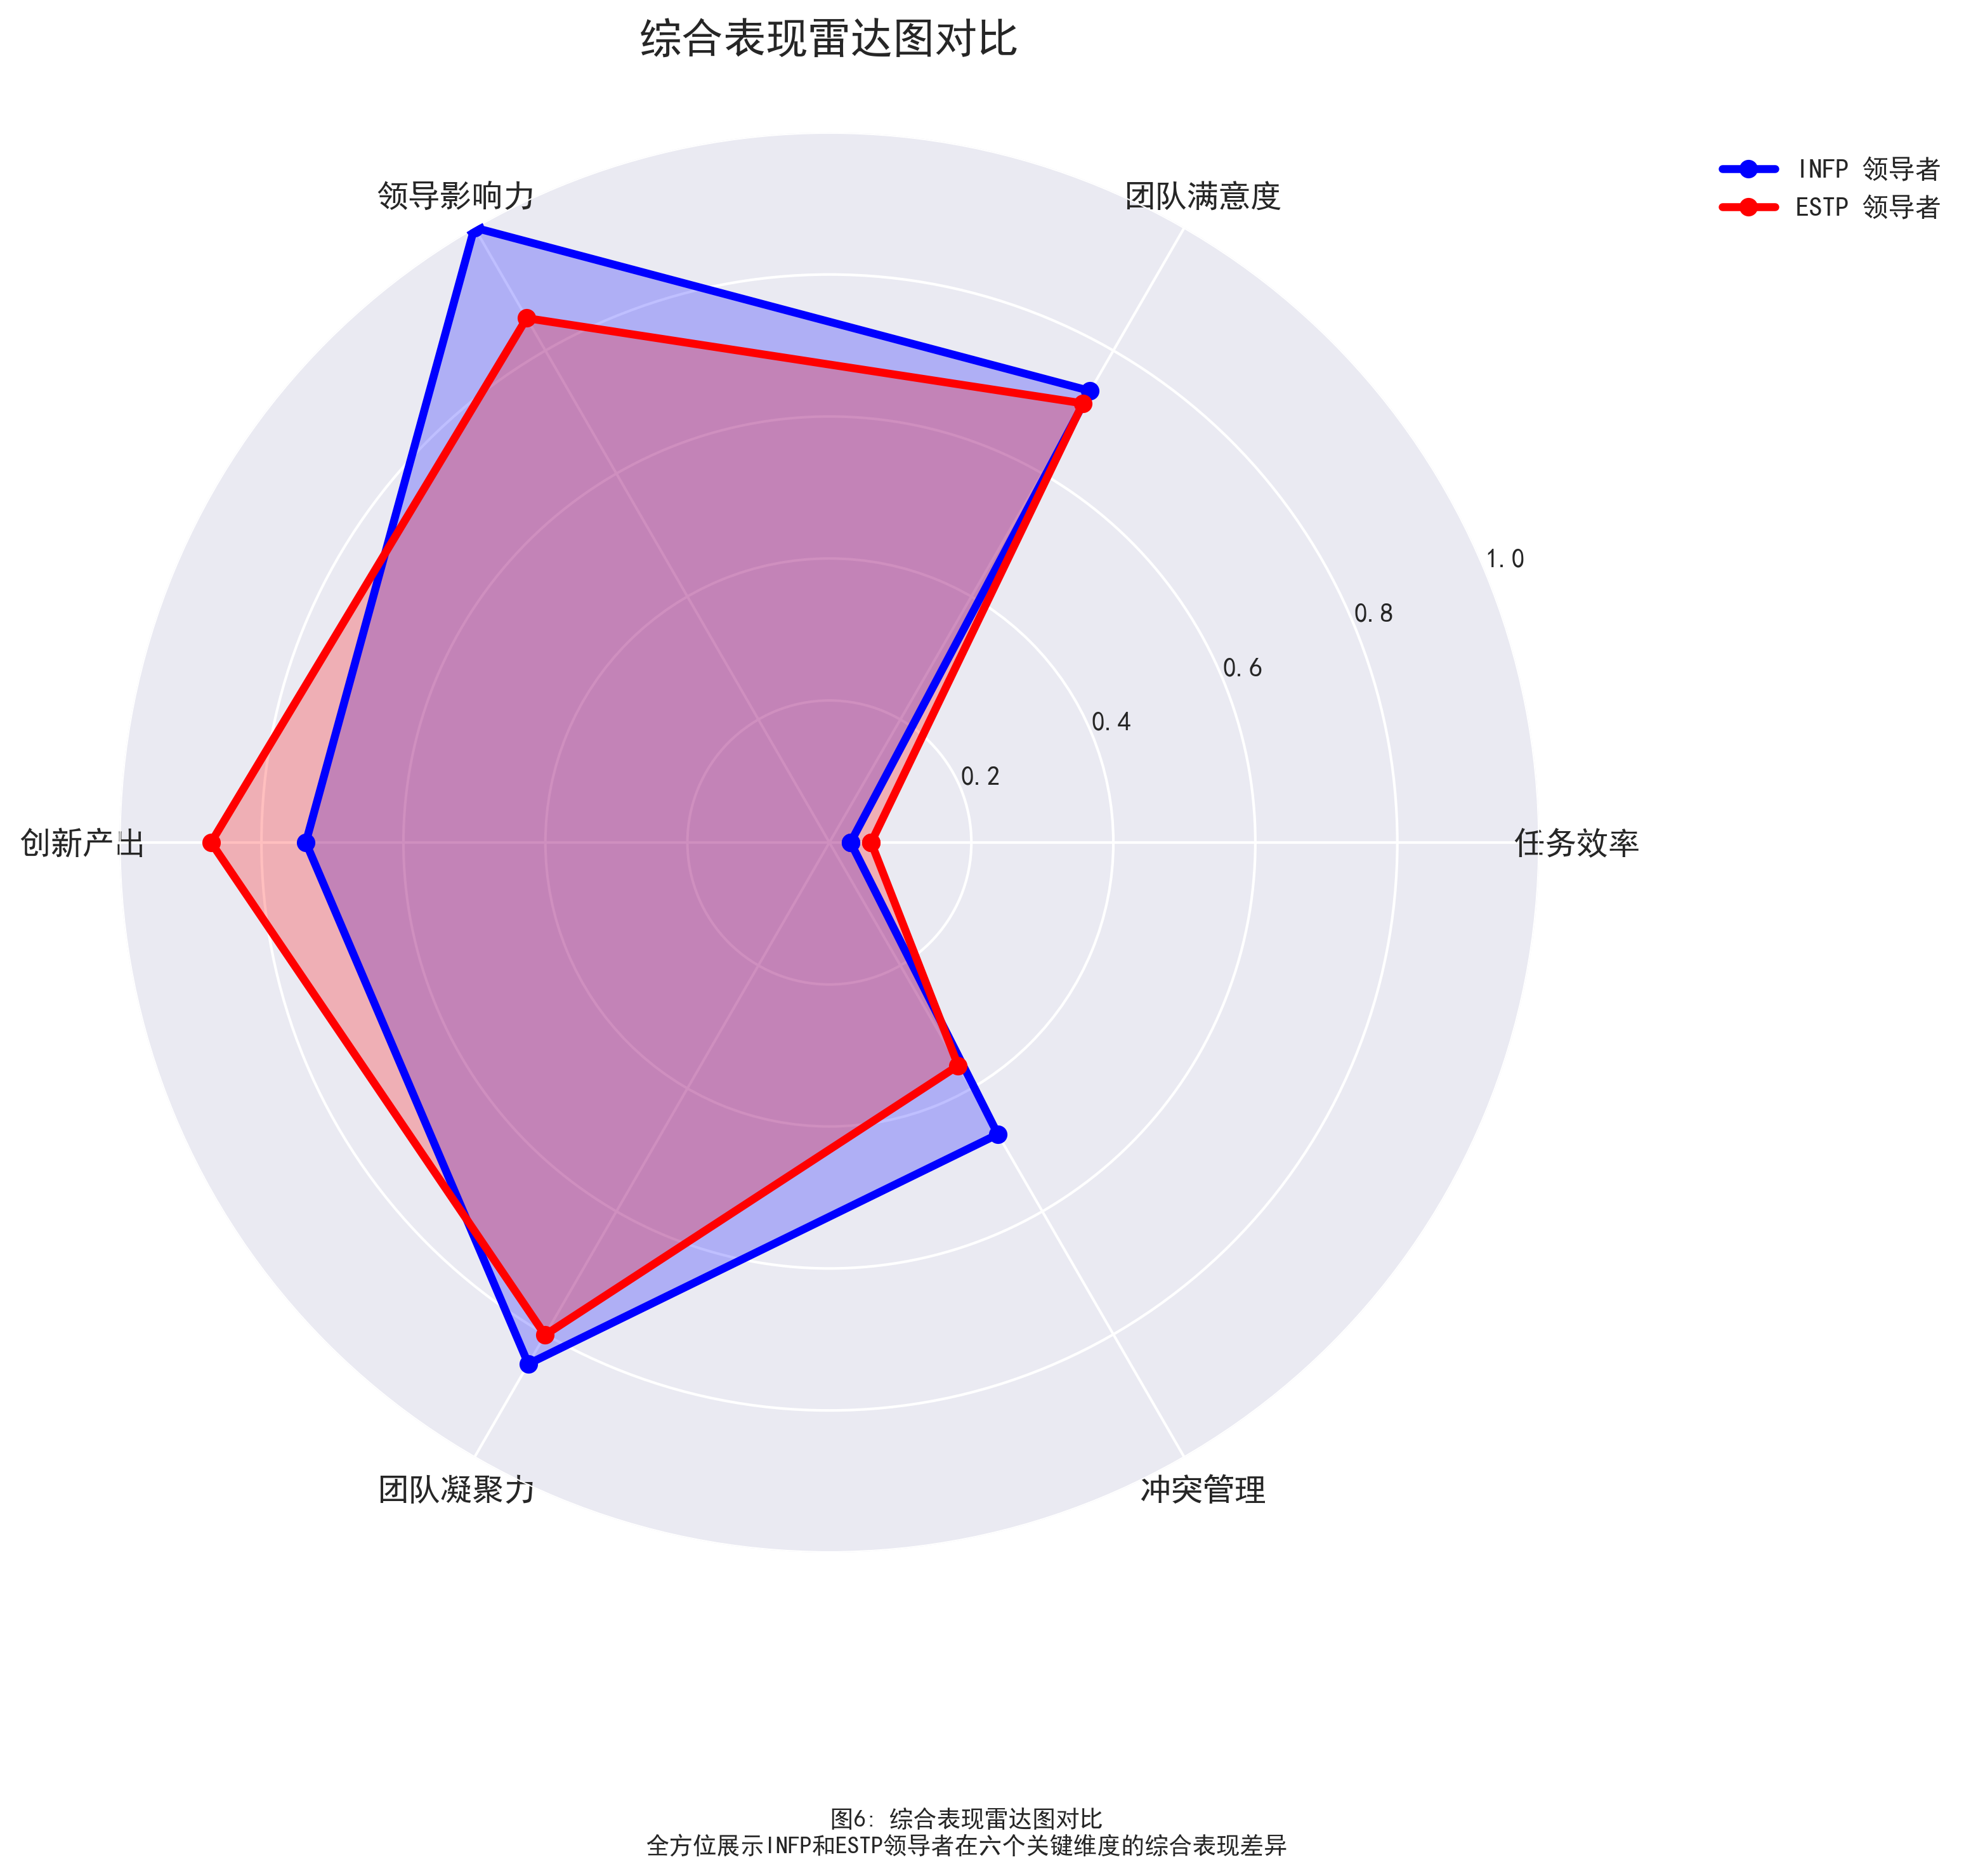 综合表现雷达图对比
INFP 领导者
ESTP 领导者
领导影响力
团队满意度
1.0
0.8
0.6
0.4
0.2
创新产出
任务效率
团队凝聚力
冲突管理
图6: 综合表现雷达图对比
全方位展示INFP和ESTP领导者在六个关键维度的综合表现差异